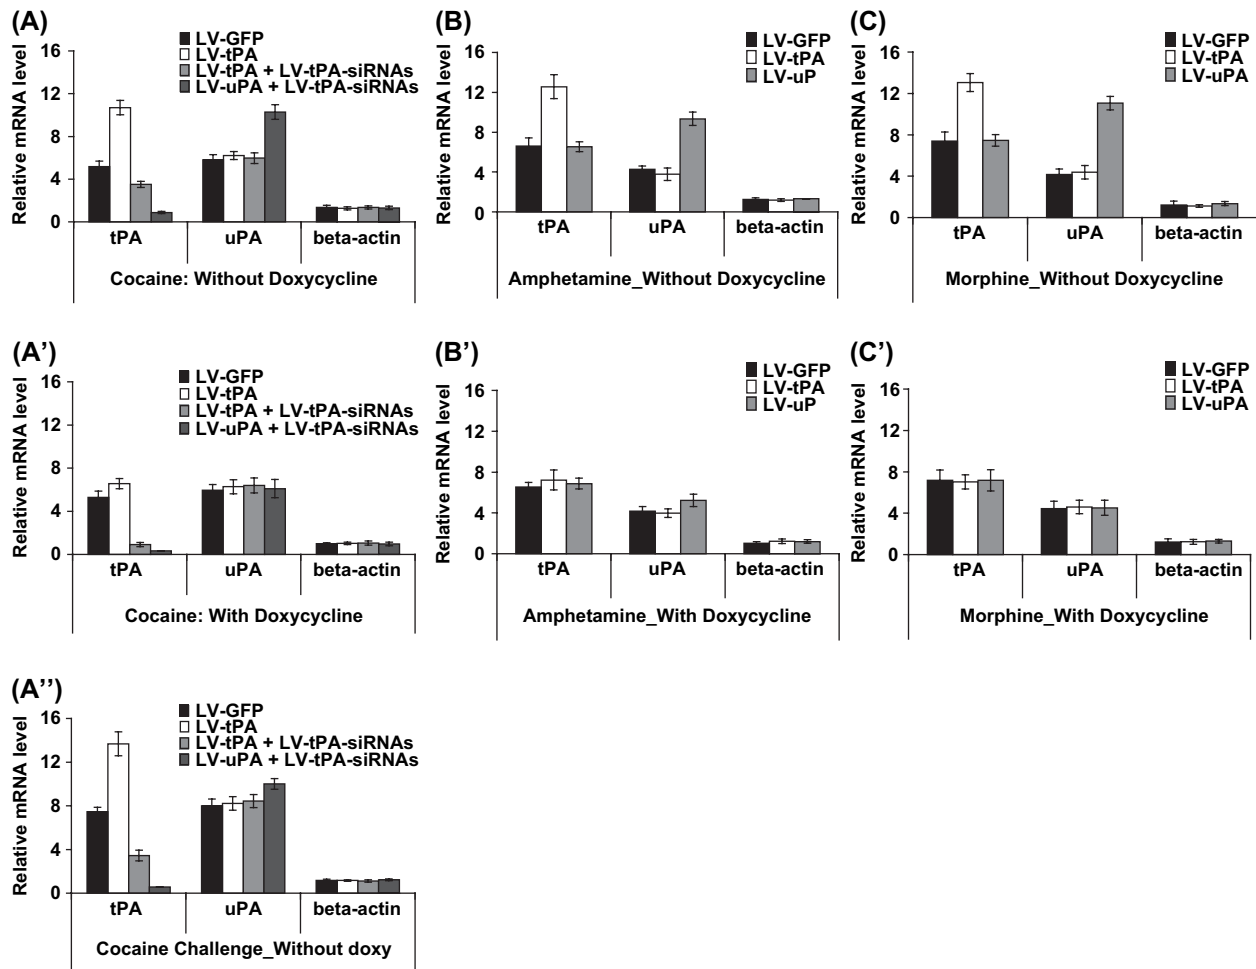 (A)
LV-GFP
LV-tPA
LV-tPA + LV-tPA-siRNAs
LV-uPA + LV-tPA-siRNAs
Relative mRNA level
16
12
8
4
0
tPA uPA beta-actin
Cocaine: Without Doxycycline
(B)
LV-GFP
LV-tPA
LV-uP
Relative mRNA level
16
12
8
4
0
tPA uPA beta-actin
Amphetamine_Without Doxycycline
(C)
LV-GFP
LV-tPA
LV-uPA
Relative mRNA level
16
12
8
4
0
tPA uPA beta-actin
Morphine_Without Doxycycline
(A’)
LV-GFP
LV-tPA
LV-tPA + LV-tPA-siRNAs
LV-uPA + LV-tPA-siRNAs
Relative mRNA level
16
12
8
4
0
tPA uPA beta-actin
Cocaine: With Doxycycline
(B’)
LV-GFP
LV-tPA
LV-uP
Relative mRNA level
16
12
8
4
0
tPA uPA beta-actin
Amphetamine_With Doxycycline
(C’)
LV-GFP
LV-tPA
LV-uPA
Relative mRNA level
16
12
8
4
0
tPA uPA beta-actin
Morphine_With Doxycycline
(A’’)
LV-GFP
LV-tPA
LV-tPA + LV-tPA-siRNAs
LV-uPA + LV-tPA-siRNAs
Relative mRNA level
16
12
8
4
0
tPA uPA beta-actin
Cocaine Challenge_Without doxy